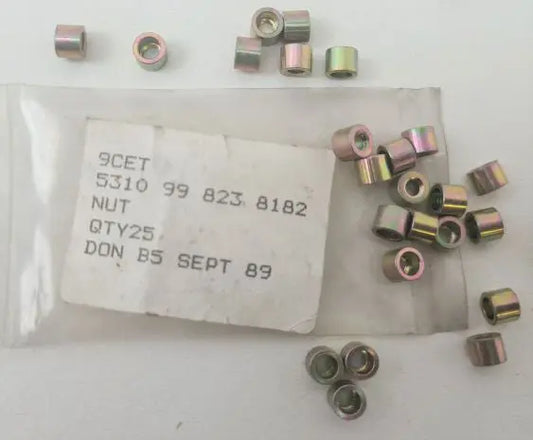 9CET
5310 99 823 8182
NUT
QTY25
DON B5 SEPT 89